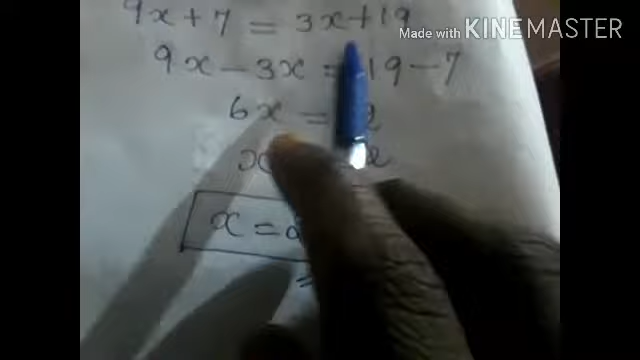 9x + 7 = 3x + 19
Made with KINEMASTER
9x - 3x = 19 - 7
6x =
x
x =